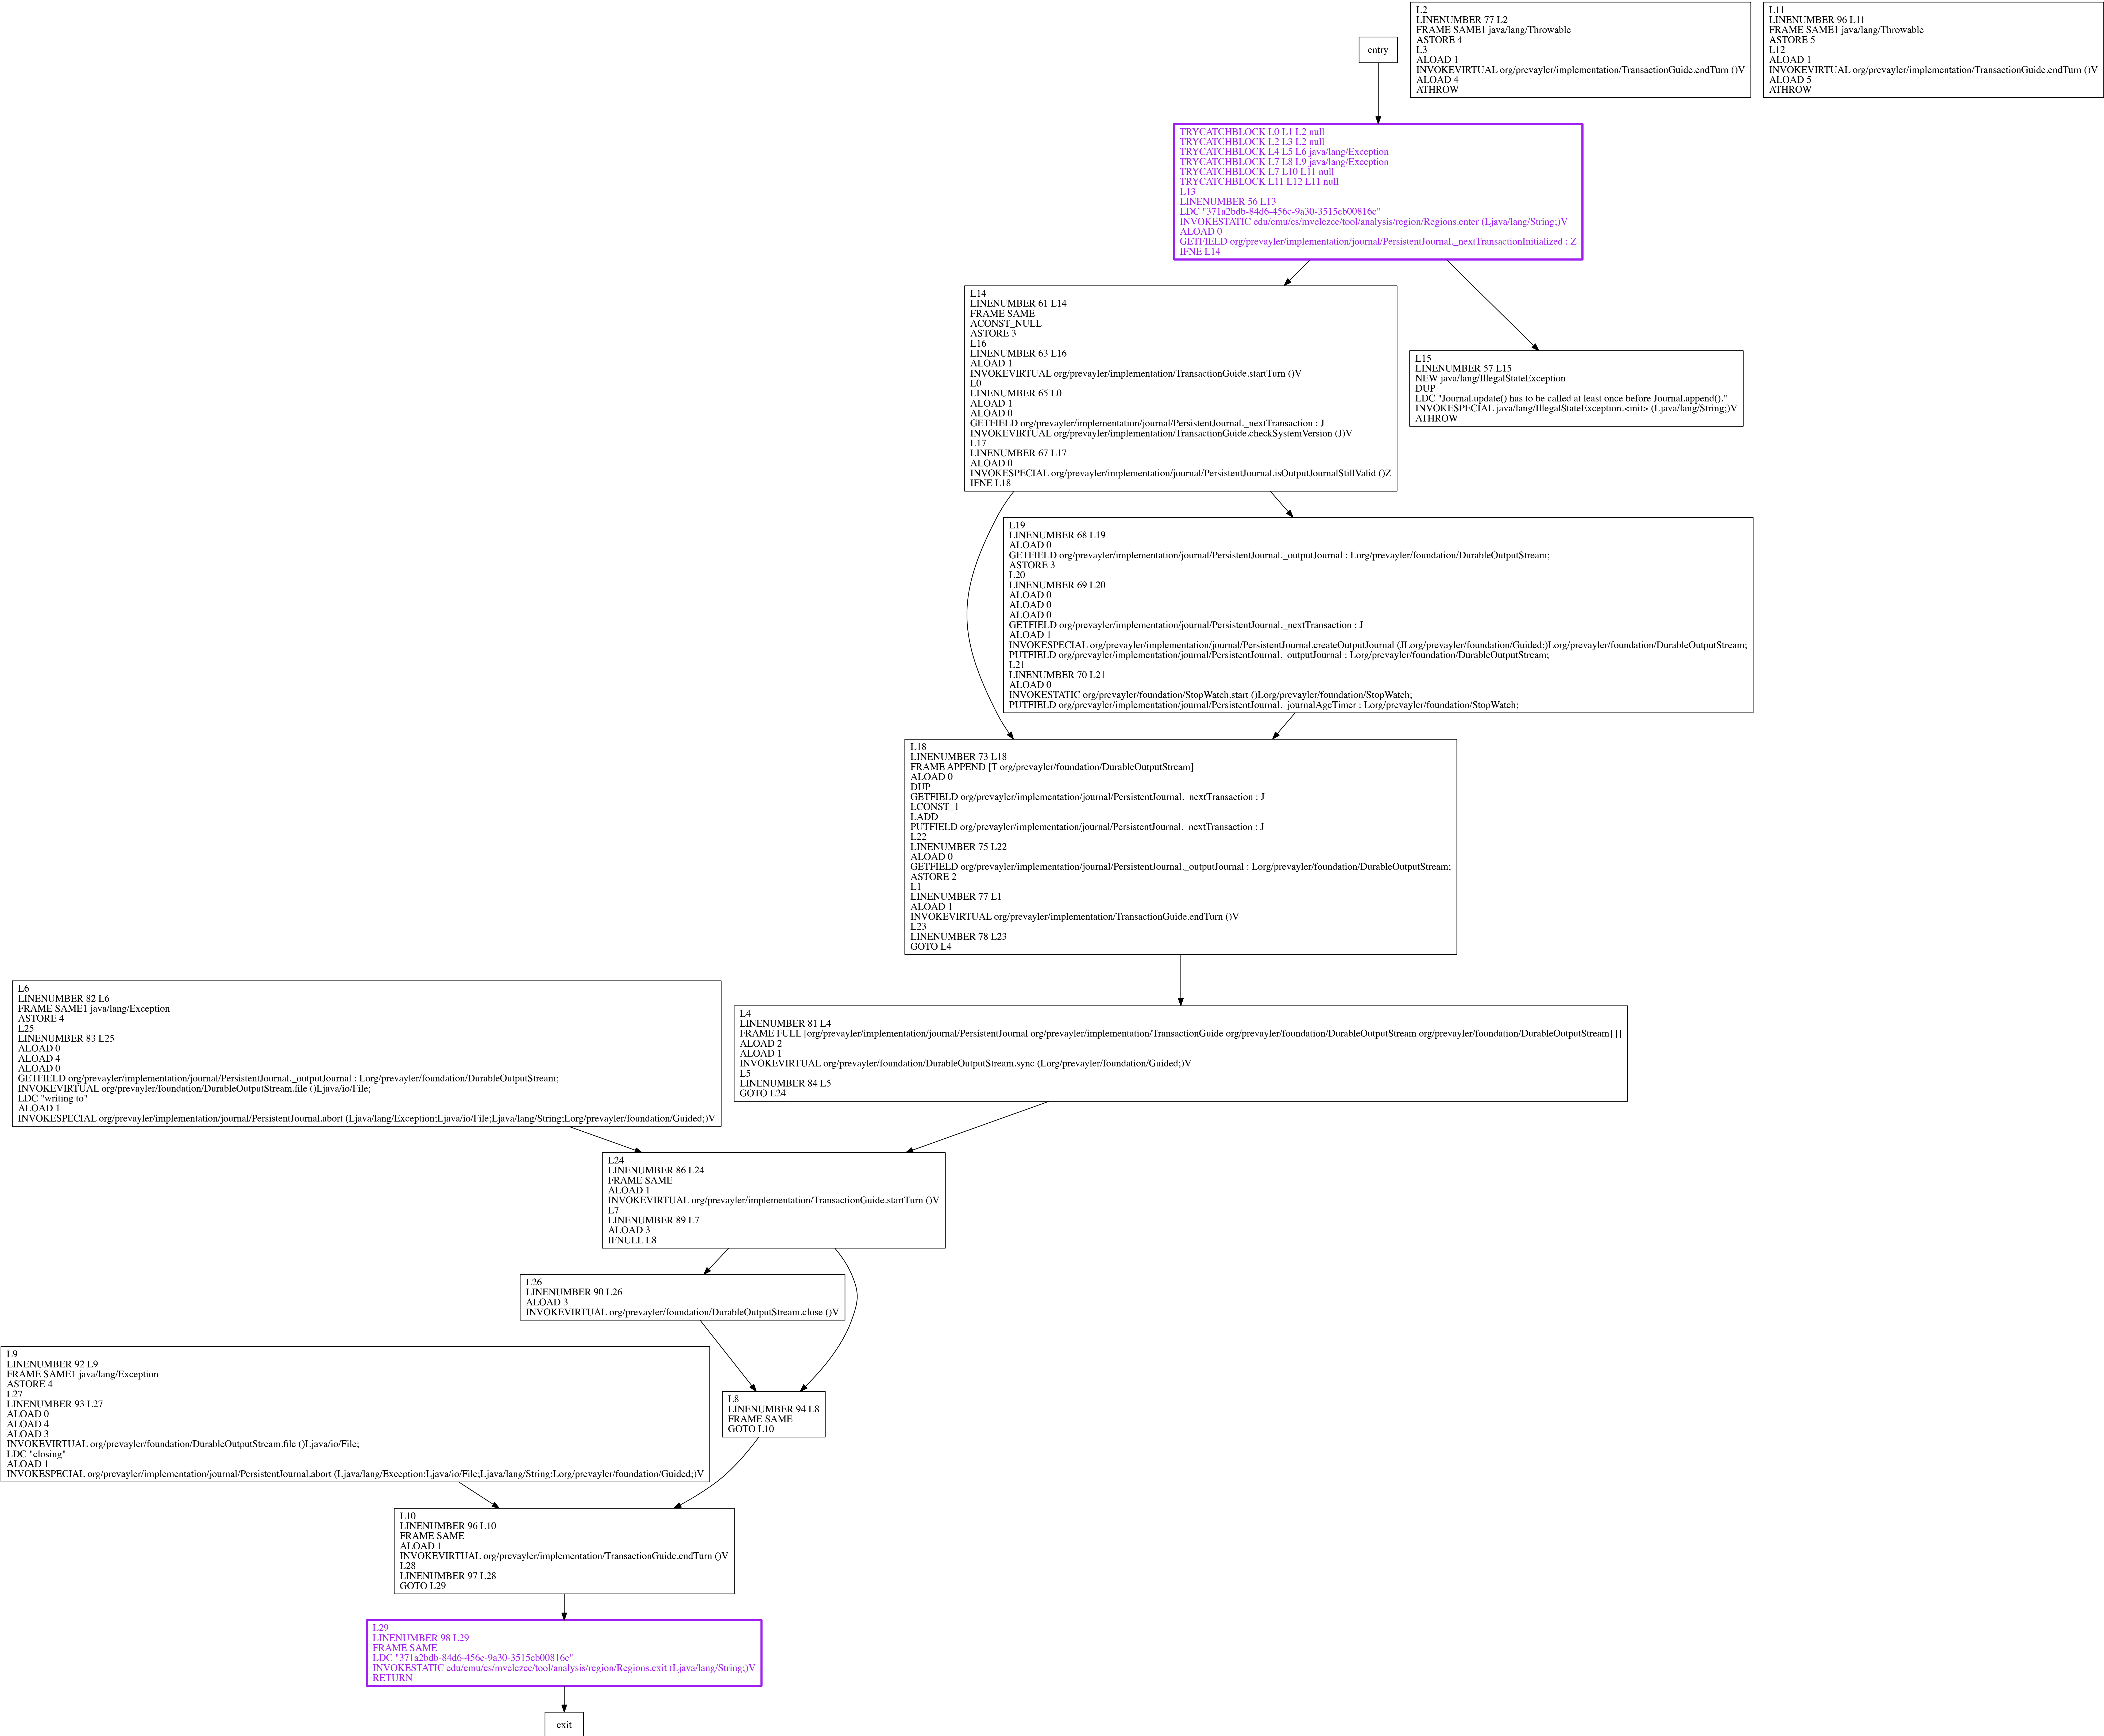 entry
L2
LINENUMBER 77 L2
FRAME SAME1 java/lang/Throwable
ASTORE 4
L3
ALOAD 1
INVOKEVIRTUAL org/prevayler/implementation/TransactionGuide.endTurn ()V
ALOAD 4
ATHROW
L11
LINENUMBER 96 L11
FRAME SAME1 java/lang/Throwable
ASTORE 5
L12
ALOAD 1
INVOKEVIRTUAL org/prevayler/implementation/TransactionGuide.endTurn ()V
ALOAD 5
ATHROW
TRYCATCHBLOCK L0 L1 L2 null
TRYCATCHBLOCK L2 L3 L2 null
TRYCATCHBLOCK L4 L5 L6 java/lang/Exception
TRYCATCHBLOCK L7 L8 L9 java/lang/Exception
TRYCATCHBLOCK L7 L10 L11 null
TRYCATCHBLOCK L11 L12 L11 null
L13
LINENUMBER 56 L13
LDC "371a2bdb-84d6-456c-9a30-3515cb00816c"
INVOKESTATIC edu/cmu/cs/mvelezce/tool/analysis/region/Regions.enter (Ljava/lang/String;)V
ALOAD 0
GETFIELD org/prevayler/implementation/journal/PersistentJournal._nextTransactionInitialized : Z
IFNE L14
L14
LINENUMBER 61 L14
FRAME SAME
ACONST_NULL
ASTORE 3
L16
LINENUMBER 63 L16
ALOAD 1
INVOKEVIRTUAL org/prevayler/implementation/TransactionGuide.startTurn ()V
L0
LINENUMBER 65 L0
ALOAD 1
ALOAD 0
GETFIELD org/prevayler/implementation/journal/PersistentJournal._nextTransaction : J
INVOKEVIRTUAL org/prevayler/implementation/TransactionGuide.checkSystemVersion (J)V
L17
LINENUMBER 67 L17
ALOAD 0
INVOKESPECIAL org/prevayler/implementation/journal/PersistentJournal.isOutputJournalStillValid ()Z
IFNE L18
L15
LINENUMBER 57 L15
NEW java/lang/IllegalStateException
DUP
LDC "Journal.update() has to be called at least once before Journal.append()."
INVOKESPECIAL java/lang/IllegalStateException.<init> (Ljava/lang/String;)V
ATHROW
L19
LINENUMBER 68 L19
ALOAD 0
GETFIELD org/prevayler/implementation/journal/PersistentJournal._outputJournal : Lorg/prevayler/foundation/DurableOutputStream;
ASTORE 3
L20
LINENUMBER 69 L20
ALOAD 0
ALOAD 0
ALOAD 0
GETFIELD org/prevayler/implementation/journal/PersistentJournal._nextTransaction : J
ALOAD 1
INVOKESPECIAL org/prevayler/implementation/journal/PersistentJournal.createOutputJournal (JLorg/prevayler/foundation/Guided;)Lorg/prevayler/foundation/DurableOutputStream;
PUTFIELD org/prevayler/implementation/journal/PersistentJournal._outputJournal : Lorg/prevayler/foundation/DurableOutputStream;
L21
LINENUMBER 70 L21
ALOAD 0
INVOKESTATIC org/prevayler/foundation/StopWatch.start ()Lorg/prevayler/foundation/StopWatch;
PUTFIELD org/prevayler/implementation/journal/PersistentJournal._journalAgeTimer : Lorg/prevayler/foundation/StopWatch;
L18
LINENUMBER 73 L18
FRAME APPEND [T org/prevayler/foundation/DurableOutputStream]
ALOAD 0
DUP
GETFIELD org/prevayler/implementation/journal/PersistentJournal._nextTransaction : J
LCONST_1
LADD
PUTFIELD org/prevayler/implementation/journal/PersistentJournal._nextTransaction : J
L22
LINENUMBER 75 L22
ALOAD 0
GETFIELD org/prevayler/implementation/journal/PersistentJournal._outputJournal : Lorg/prevayler/foundation/DurableOutputStream;
ASTORE 2
L1
LINENUMBER 77 L1
ALOAD 1
INVOKEVIRTUAL org/prevayler/implementation/TransactionGuide.endTurn ()V
L23
LINENUMBER 78 L23
GOTO L4
L6
LINENUMBER 82 L6
FRAME SAME1 java/lang/Exception
ASTORE 4
L25
LINENUMBER 83 L25
ALOAD 0
ALOAD 4
ALOAD 0
GETFIELD org/prevayler/implementation/journal/PersistentJournal._outputJournal : Lorg/prevayler/foundation/DurableOutputStream;
INVOKEVIRTUAL org/prevayler/foundation/DurableOutputStream.file ()Ljava/io/File;
LDC "writing to"
ALOAD 1
INVOKESPECIAL org/prevayler/implementation/journal/PersistentJournal.abort (Ljava/lang/Exception;Ljava/io/File;Ljava/lang/String;Lorg/prevayler/foundation/Guided;)V
L4
LINENUMBER 81 L4
FRAME FULL [org/prevayler/implementation/journal/PersistentJournal org/prevayler/implementation/TransactionGuide org/prevayler/foundation/DurableOutputStream org/prevayler/foundation/DurableOutputStream] []
ALOAD 2
ALOAD 1
INVOKEVIRTUAL org/prevayler/foundation/DurableOutputStream.sync (Lorg/prevayler/foundation/Guided;)V
L5
LINENUMBER 84 L5
GOTO L24
L24
LINENUMBER 86 L24
FRAME SAME
ALOAD 1
INVOKEVIRTUAL org/prevayler/implementation/TransactionGuide.startTurn ()V
L7
LINENUMBER 89 L7
ALOAD 3
IFNULL L8
L26
LINENUMBER 90 L26
ALOAD 3
INVOKEVIRTUAL org/prevayler/foundation/DurableOutputStream.close ()V
L9
LINENUMBER 92 L9
FRAME SAME1 java/lang/Exception
ASTORE 4
L27
LINENUMBER 93 L27
ALOAD 0
ALOAD 4
ALOAD 3
INVOKEVIRTUAL org/prevayler/foundation/DurableOutputStream.file ()Ljava/io/File;
LDC "closing"
ALOAD 1
INVOKESPECIAL org/prevayler/implementation/journal/PersistentJournal.abort (Ljava/lang/Exception;Ljava/io/File;Ljava/lang/String;Lorg/prevayler/foundation/Guided;)V
L8
LINENUMBER 94 L8
FRAME SAME
GOTO L10
L10
LINENUMBER 96 L10
FRAME SAME
ALOAD 1
INVOKEVIRTUAL org/prevayler/implementation/TransactionGuide.endTurn ()V
L28
LINENUMBER 97 L28
GOTO L29
L29
LINENUMBER 98 L29
FRAME SAME
LDC "371a2bdb-84d6-456c-9a30-3515cb00816c"
INVOKESTATIC edu/cmu/cs/mvelezce/tool/analysis/region/Regions.exit (Ljava/lang/String;)V
RETURN
exit